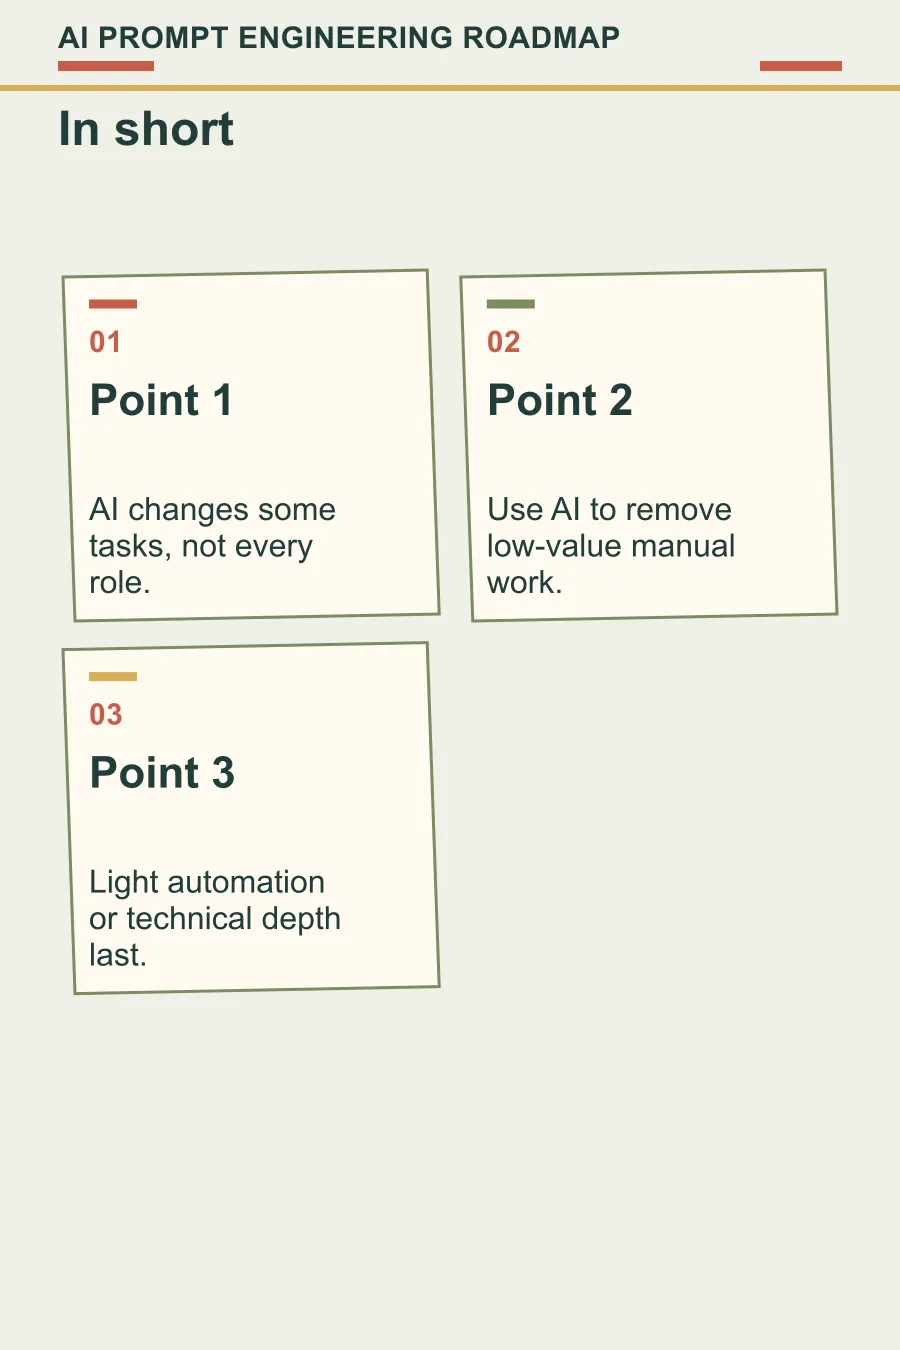 AI PROMPT ENGINEERING ROADMAP
In short
01
Point 1
AI changes some
tasks, not every
role.
02
Point 2
Use AI to remove
low-value manual
work.
03
Point 3
Light automation
or technical depth
last.